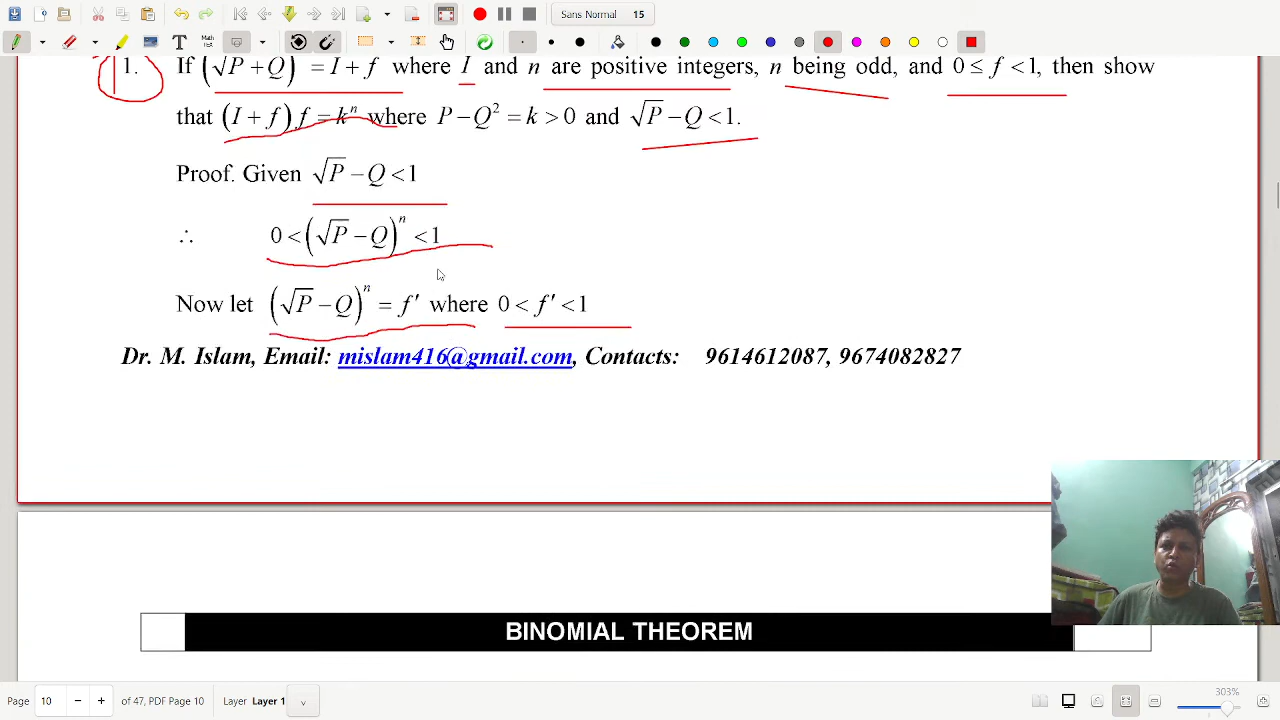 Sans Normal 15
1. If (√P + Q) = I + f where I and n are positive integers, n being odd, and 0 ≤ f < 1, then show
that (I + f) f = kⁿ where P − Q² = k > 0 and √P − Q < 1.
Proof. Given √P − Q < 1
∴ 0 < (√P − Q)ⁿ < 1
Now let (√P − Q)ⁿ = f′ where 0 < f′ < 1
Dr. M. Islam, Email: mislam416@gmail.com, Contacts: 9614612087, 9674082827
BINOMIAL THEOREM
Page 10 of 47, PDF Page 10 Layer Layer 1 303%